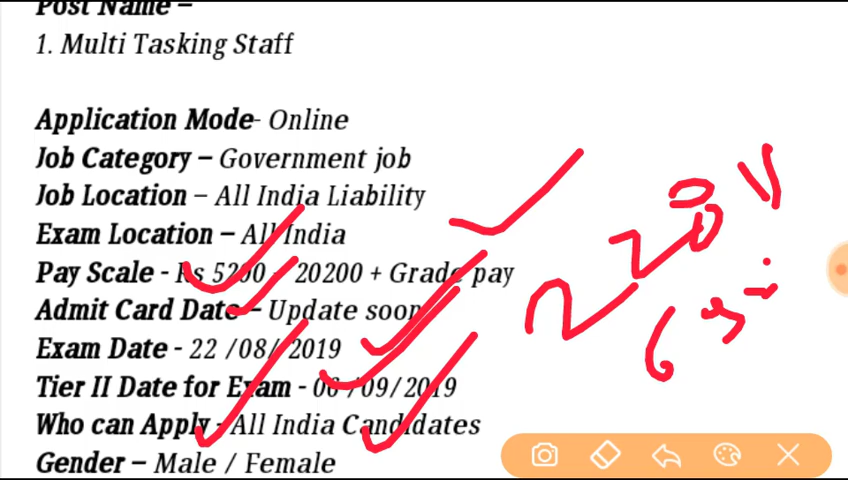 Post Name –
1. Multi Tasking Staff
Application Mode- Online
Job Category – Government job
Job Location – All India Liability
Exam Location – All India
Pay Scale - Rs 5200 - 20200 + Grade pay
Admit Card Date – Update soon
Exam Date - 22 /08/ 2019
Tier II Date for Exam - 06 /09/2019
Who can Apply - All India Candidates
Gender – Male / Female